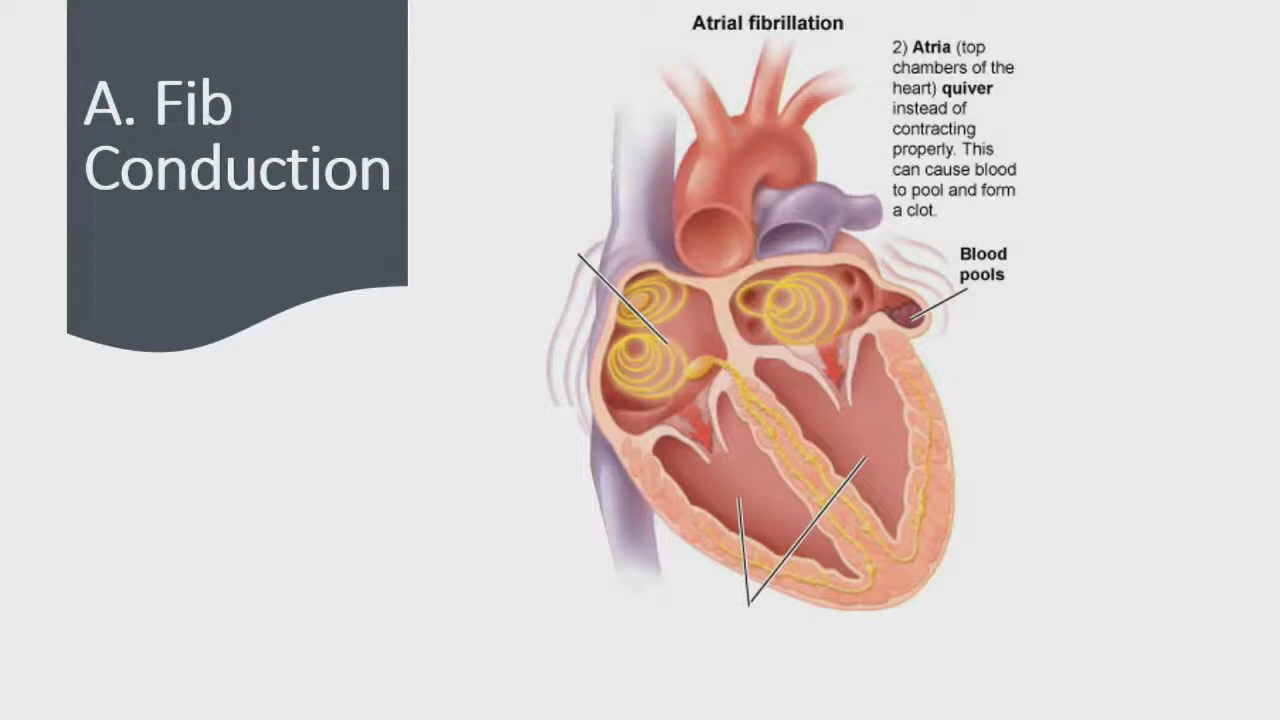 A. Fib
Conduction
Atrial fibrillation
2) Atria (top
chambers of the
heart) quiver
instead of
contracting
properly. This
can cause blood
to pool and form
a clot.
Blood
pools